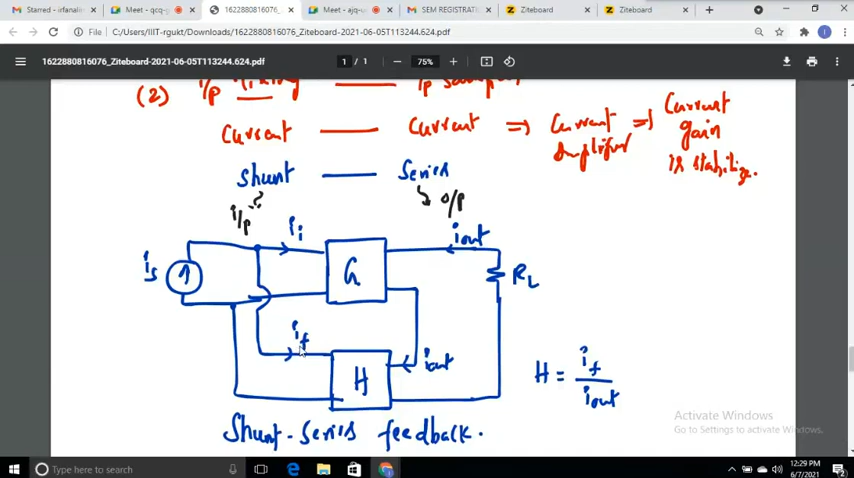 Starred - irfanalin
Meet - qcq-q
1622880816076_Ziteboard-
Meet - ajq-u
SEM REGISTRATI
Ziteboard
Ziteboard
File | C:/Users/IIIT-rgukt/Downloads/1622880816076_Ziteboard-2021-06-05T113244.624.pdf
1622880816076_Ziteboard-2021-06-05T113244.624.pdf
1 / 1
75%
(2) i/p
Current — Current ⇒ Current ⇒ Current
Amplifier gain
is stabilize.
Shunt — Series
i/p ? o/p
ii iout
is G RL
if iout
H H = if / iout
Shunt-Series feedback.
Activate Windows
Go to Settings to activate Windows.
Type here to search
12:29 PM
6/7/2021